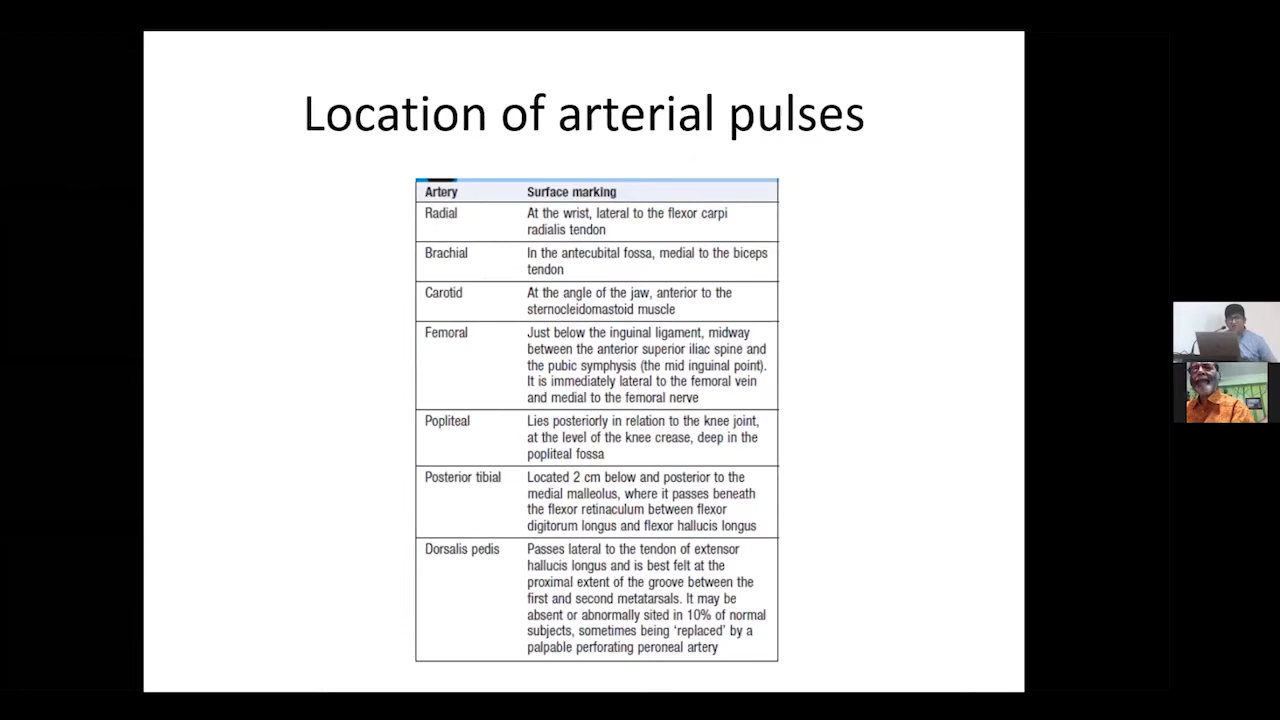 Location of arterial pulses
Artery Surface marking
Radial At the wrist, lateral to the flexor carpi
radialis tendon
Brachial In the antecubital fossa, medial to the biceps
tendon
Carotid At the angle of the jaw, anterior to the
sternocleidomastoid muscle
Femoral Just below the inguinal ligament, midway
between the anterior superior iliac spine and
the pubic symphysis (the mid inguinal point).
It is immediately lateral to the femoral vein
and medial to the femoral nerve
Popliteal Lies posteriorly in relation to the knee joint,
at the level of the knee crease, deep in the
popliteal fossa
Posterior tibial Located 2 cm below and posterior to the
medial malleolus, where it passes beneath
the flexor retinaculum between flexor
digitorum longus and flexor hallucis longus
Dorsalis pedis Passes lateral to the tendon of extensor
hallucis longus and is best felt at the
proximal extent of the groove between the
first and second metatarsals. It may be
absent or abnormally sited in 10% of normal
subjects, sometimes being ‘replaced’ by a
palpable perforating peroneal artery